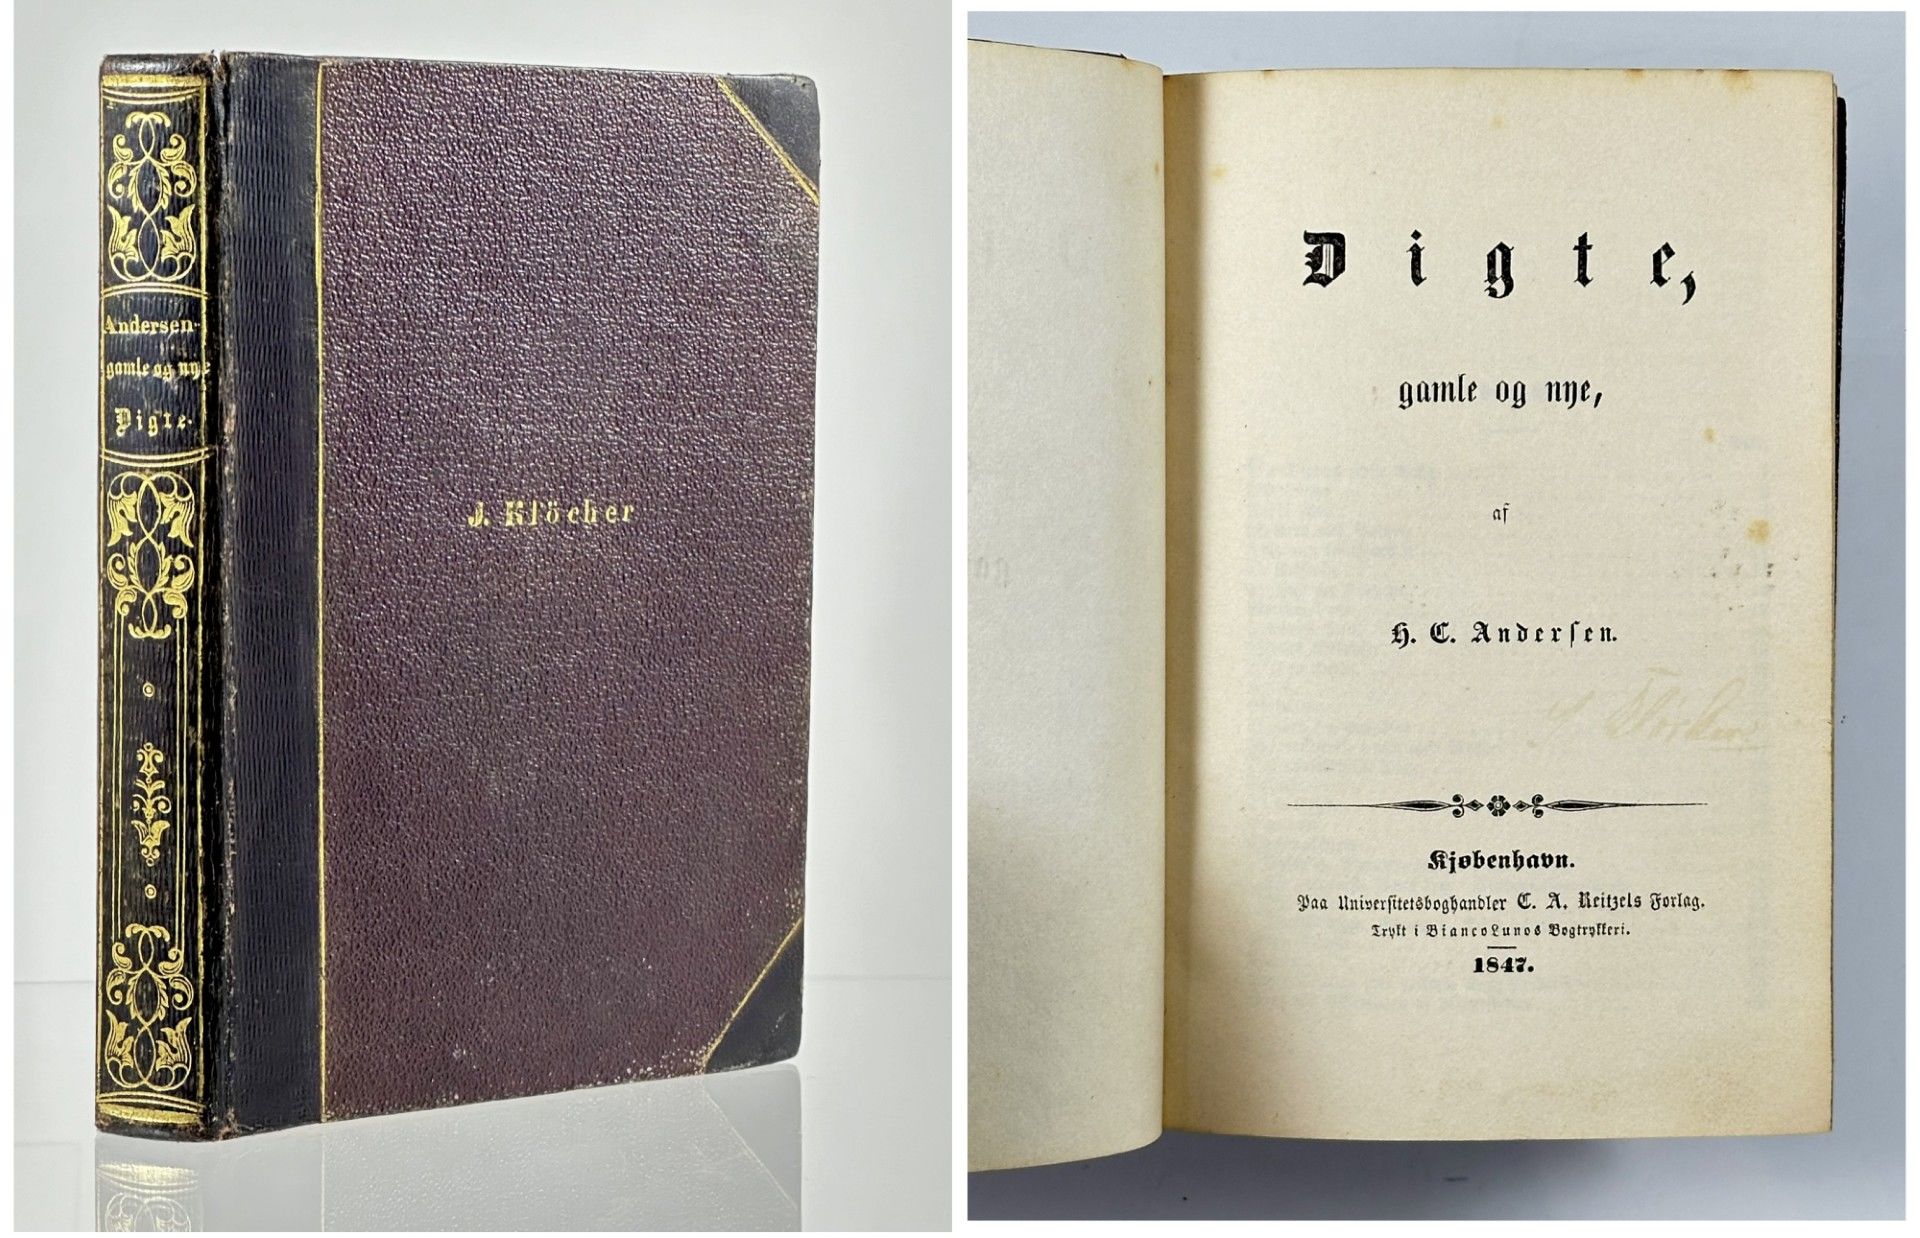 Andersen.
gamle og nye
Digte.
J. Klöcher
Digte,
gamle og nye,
af
H. C. Andersen.
Kjøbenhavn.
Paa Universitetsboghandler C. A. Reitzels Forlag.
Trykt i Bianco Lunos Bogtrykkeri.
1847.